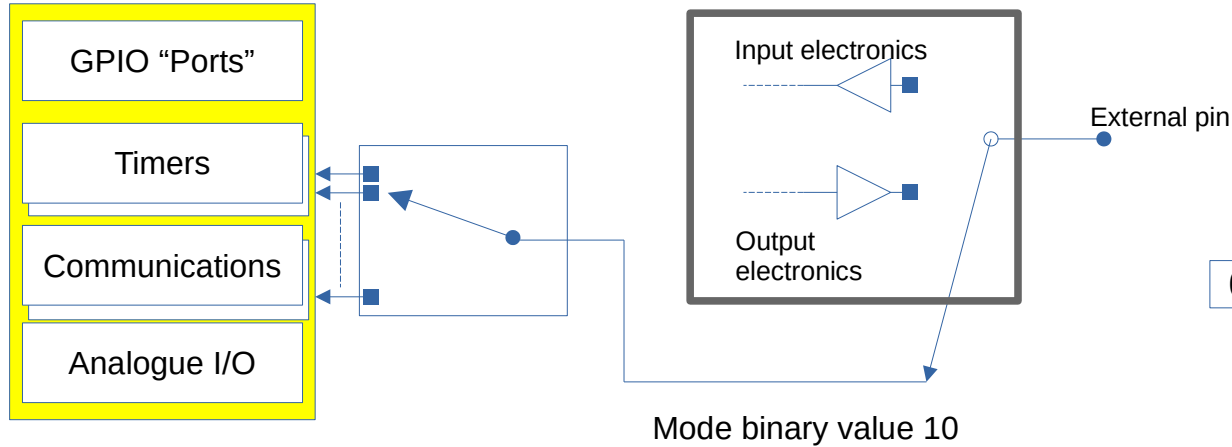 GPIO “Ports”
Timers
Communications
Analogue I/O
Input electronics
Output
electronics
External pin
Mode binary value 10